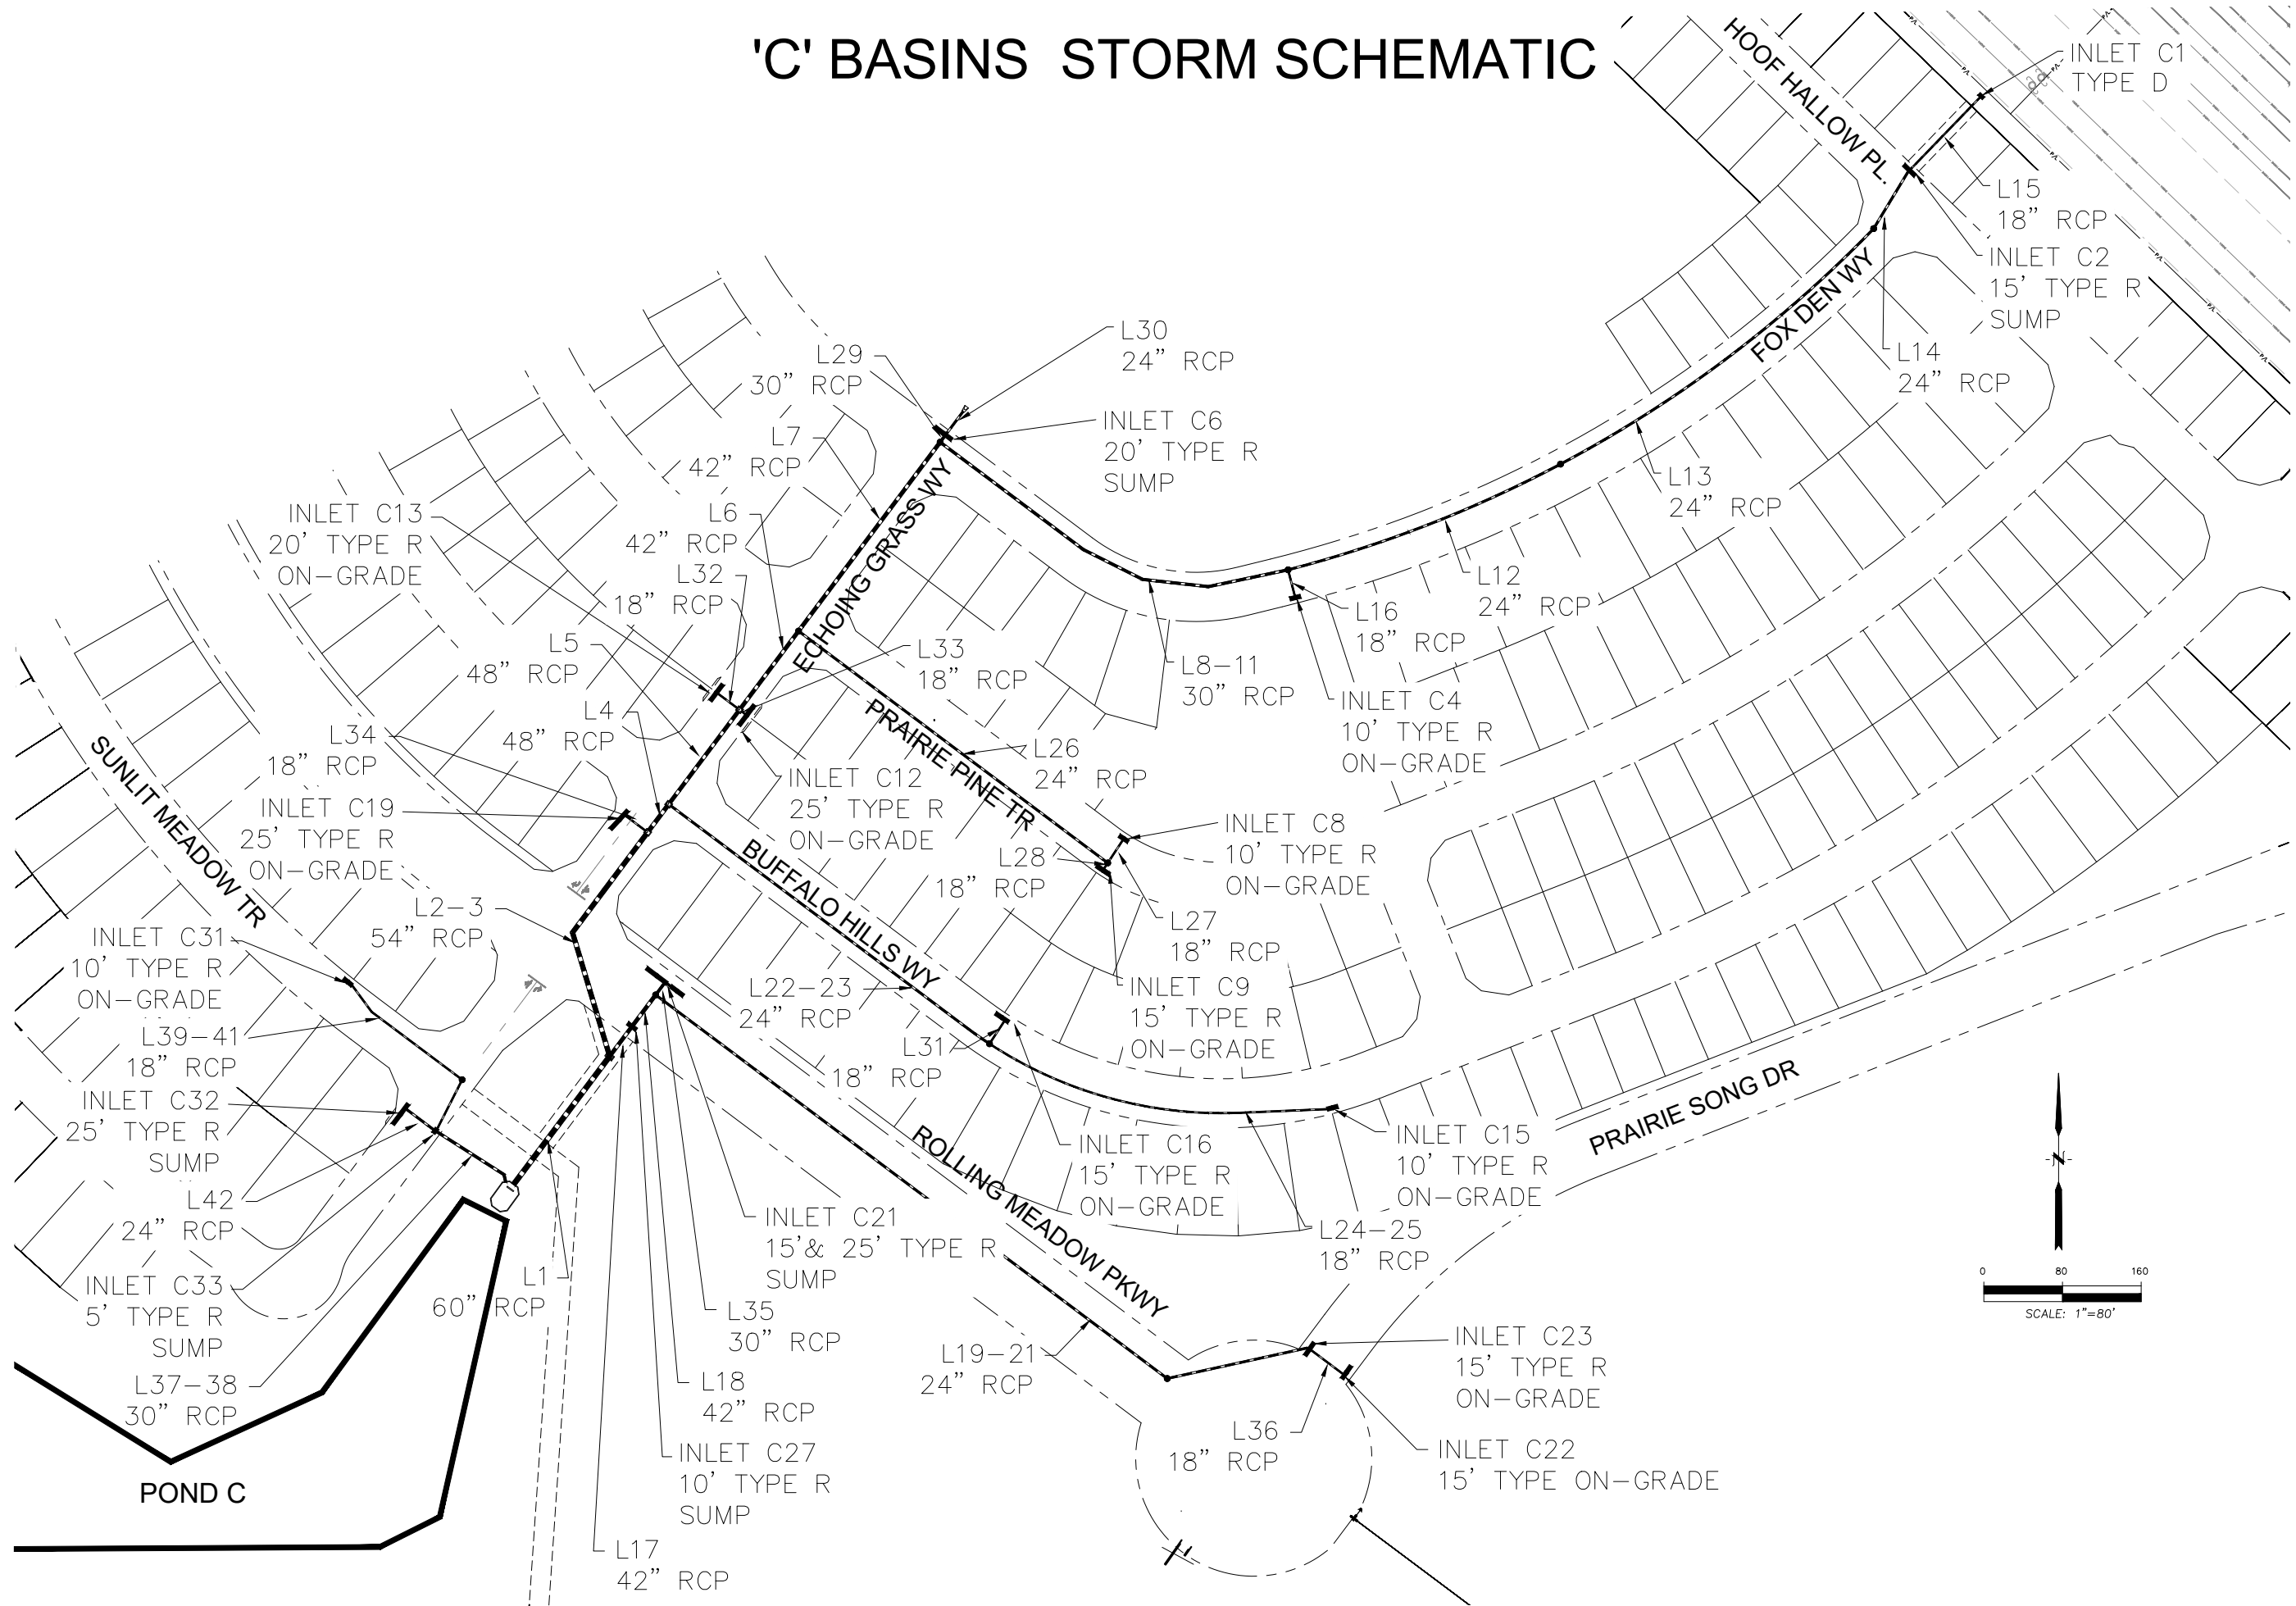 'C' BASINS STORM SCHEMATIC
HOOF HALLOW PL.
INLET C1
TYPE D
L15
18" RCP
INLET C2
15' TYPE R
SUMP
FOX DEN WY
L14
24" RCP
L30
24" RCP
L29
30" RCP
INLET C6
20' TYPE R
SUMP
L7
42" RCP
L13
24" RCP
L6
42" RCP
INLET C13
20' TYPE R
ON-GRADE
ECHOING GRASS WY
L12
24" RCP
L32
18" RCP
L16
18" RCP
L5
48" RCP
L33
18" RCP
L8-11
30" RCP
INLET C4
10' TYPE R
ON-GRADE
L4
48" RCP
L34
18" RCP
PRAIRIE PINE TR
L26
24" RCP
SUNLIT MEADOW TR
INLET C12
25' TYPE R
ON-GRADE
INLET C19
25' TYPE R
ON-GRADE
INLET C8
10' TYPE R
ON-GRADE
BUFFALO HILLS WY
L28
18" RCP
L2-3
54" RCP
L27
18" RCP
INLET C31
10' TYPE R
ON-GRADE
L22-23
24" RCP
INLET C9
15' TYPE R
ON-GRADE
L39-41
18" RCP
L31
18" RCP
PRAIRIE SONG DR
INLET C32
25' TYPE R
SUMP
ROLLING MEADOW PKWY
INLET C16
15' TYPE R
ON-GRADE
INLET C15
10' TYPE R
ON-GRADE
L42
24" RCP
INLET C21
15'& 25' TYPE R
SUMP
L24-25
18" RCP
INLET C33
5' TYPE R
SUMP
L1
60" RCP
L35
30" RCP
N
0 80 160
SCALE: 1"=80'
L19-21
24" RCP
INLET C23
15' TYPE R
ON-GRADE
L37-38
30" RCP
L18
42" RCP
L36
18" RCP
INLET C27
10' TYPE R
SUMP
INLET C22
15' TYPE ON-GRADE
POND C
L17
42" RCP